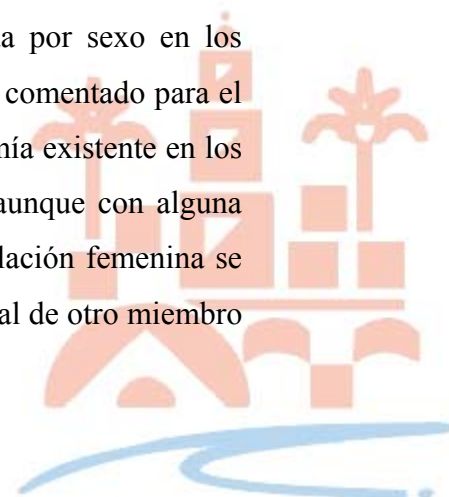 a por sexo en los
comentado para el
nía existente en los
aunque con alguna
lación femenina se
al de otro miembro